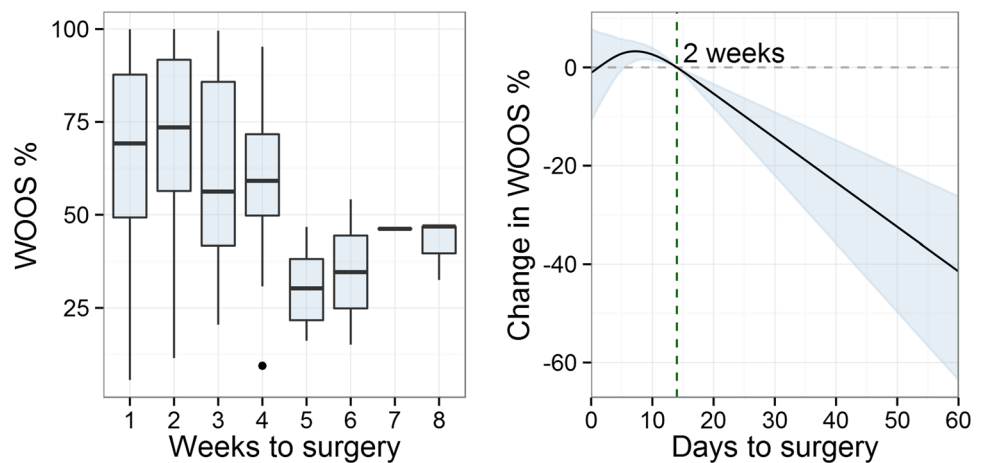 WOOS %
100
75
50
25
1 2 3 4 5 6 7 8
Weeks to surgery
Change in WOOS %
0
-20
-40
-60
2 weeks
0 10 20 30 40 50 60
Days to surgery